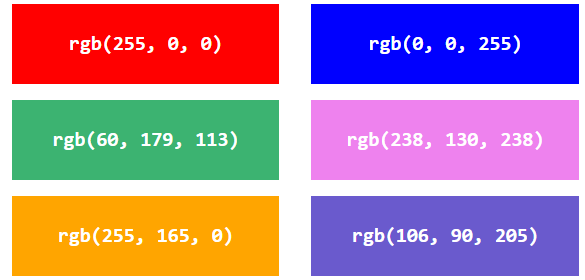 rgb(255, 0, 0)
rgb(0, 0, 255)
rgb(60, 179, 113)
rgb(238, 130, 238)
rgb(255, 165, 0)
rgb(106, 90, 205)